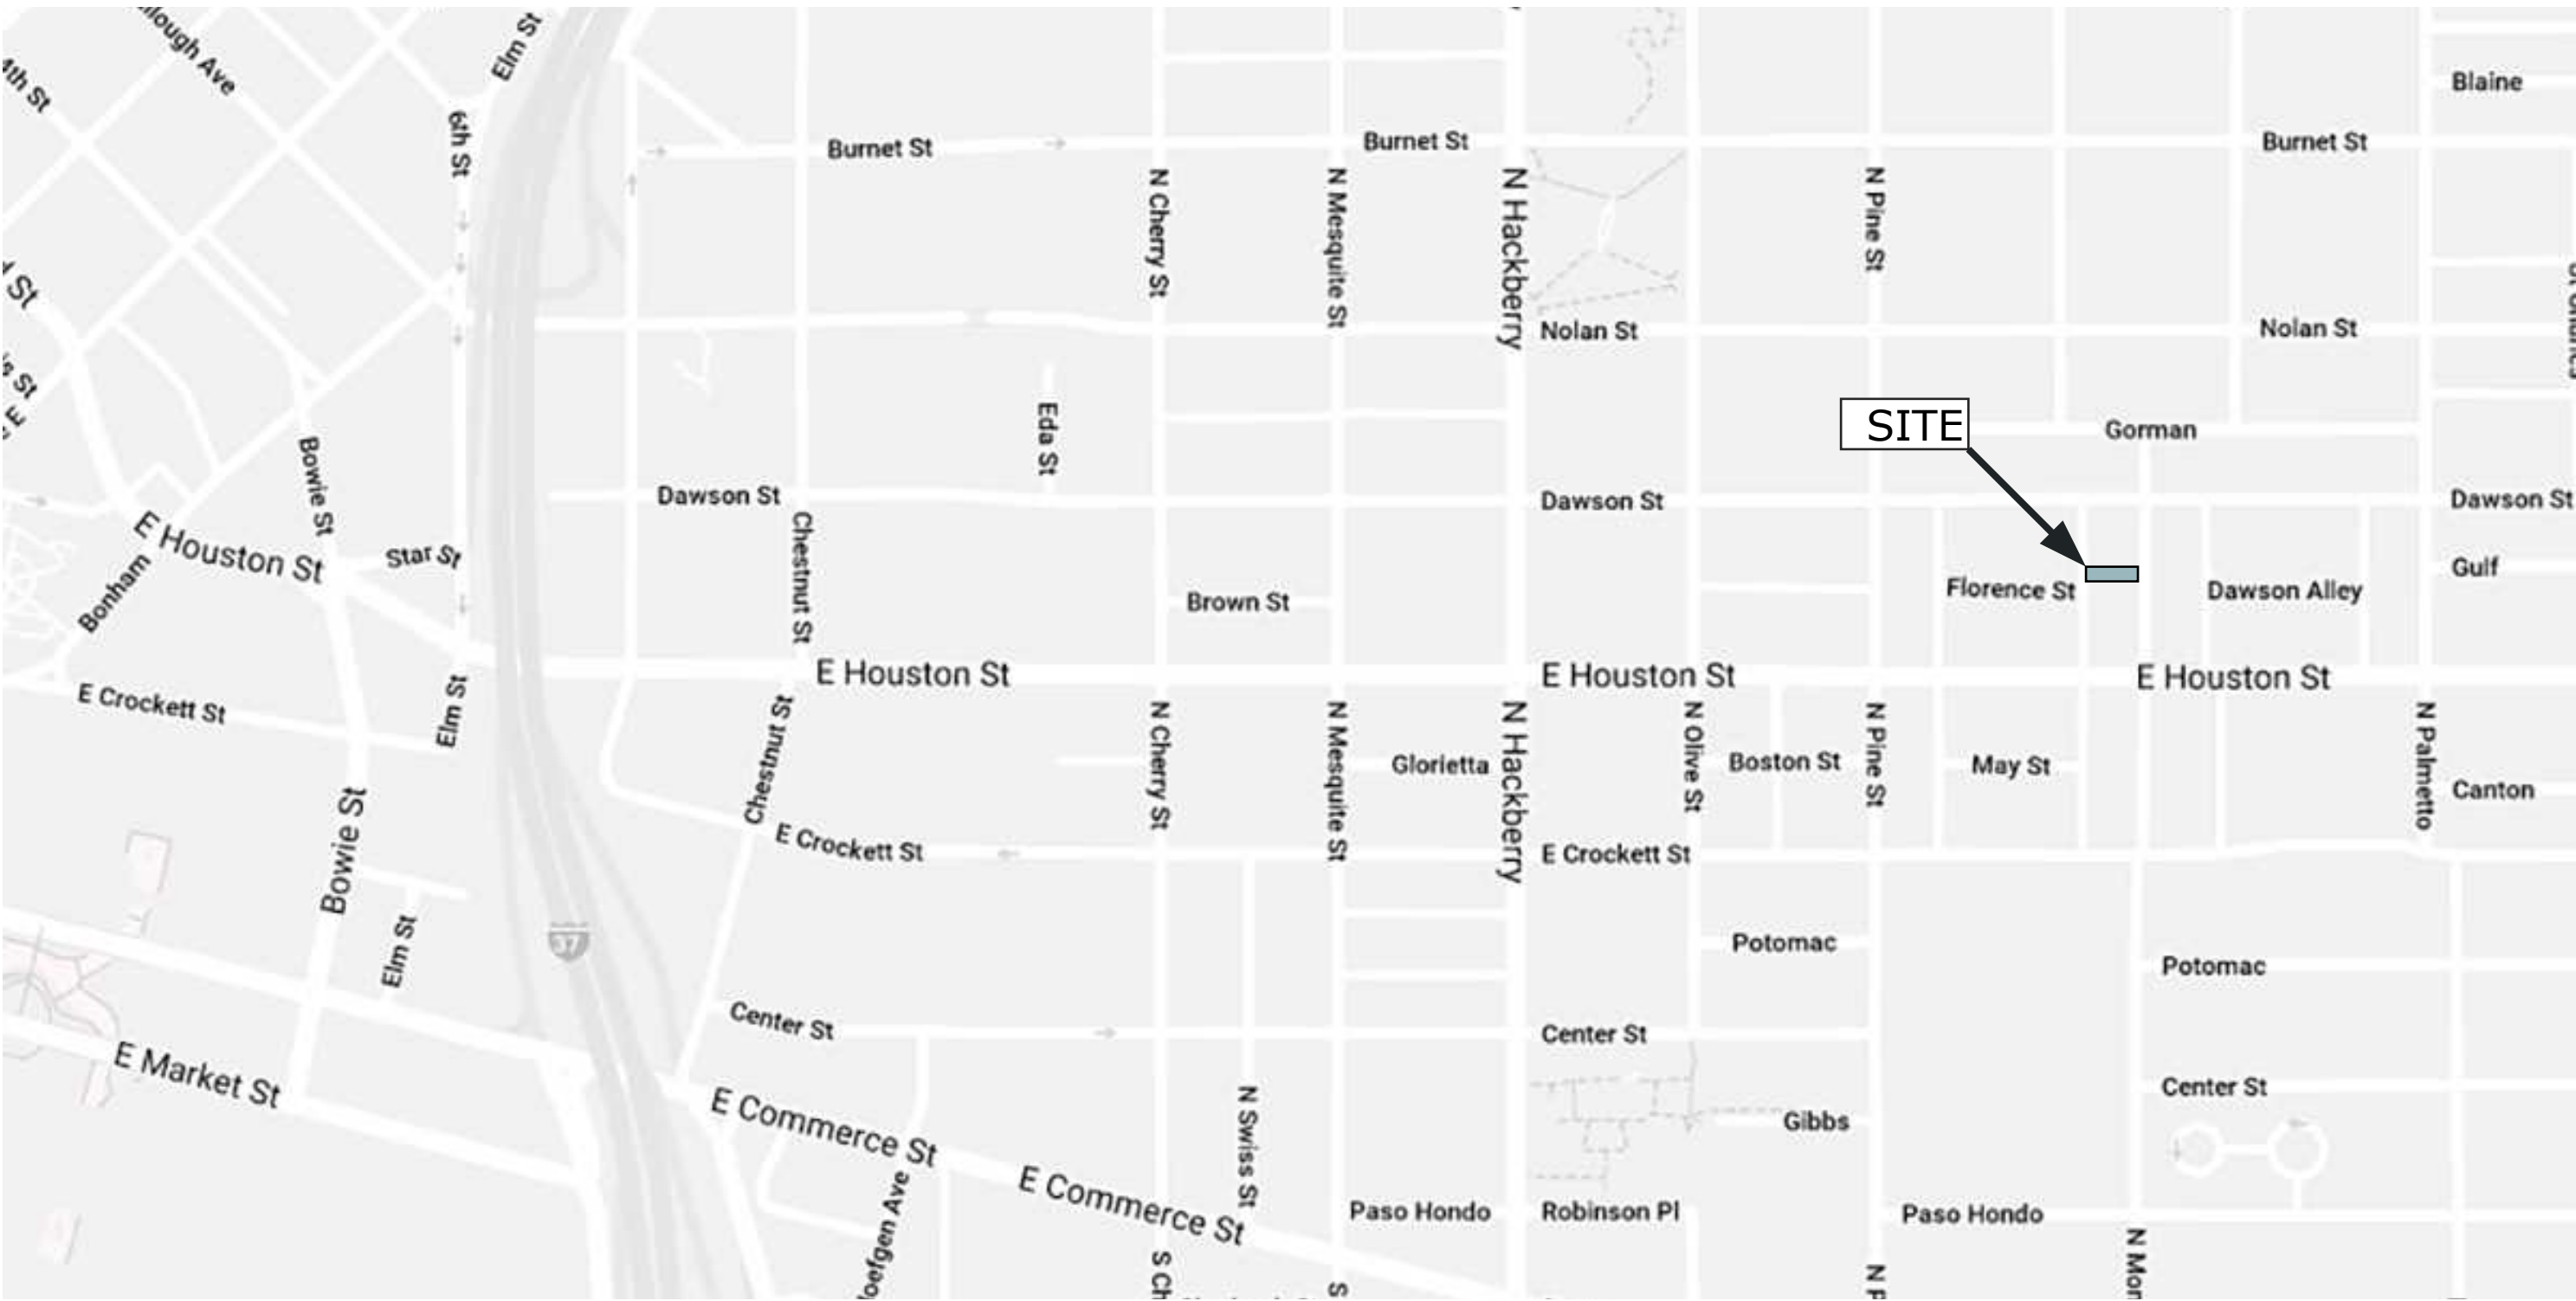 Elm St
4th St
Blaine
6th St
Burnet St
Burnet St
Burnet St
N Cherry St
N Mesquite St
N Hackberry
N Pine St
Nolan St
Nolan St
SITE
Gorman
Eda St
Bowie St
Dawson St
Dawson St
Dawson St
E Houston St
Star St
Chestnut St
Bonham
Gulf
Florence St
Dawson Alley
Brown St
E Houston St
E Houston St
E Houston St
E Crockett St
Elm St
Chestnut St
N Cherry St
N Mesquite St
N Hackberry
N Olive St
N Pine St
N Palmetto
Glorietta
Boston St
May St
Canton
Bowie St
E Crockett St
E Crockett St
37
Elm St
Potomac
Potomac
Center St
Center St
E Market St
Center St
E Commerce St
Gibbs
N Swiss St
E Commerce St
Paso Hondo
Robinson Pl
Paso Hondo